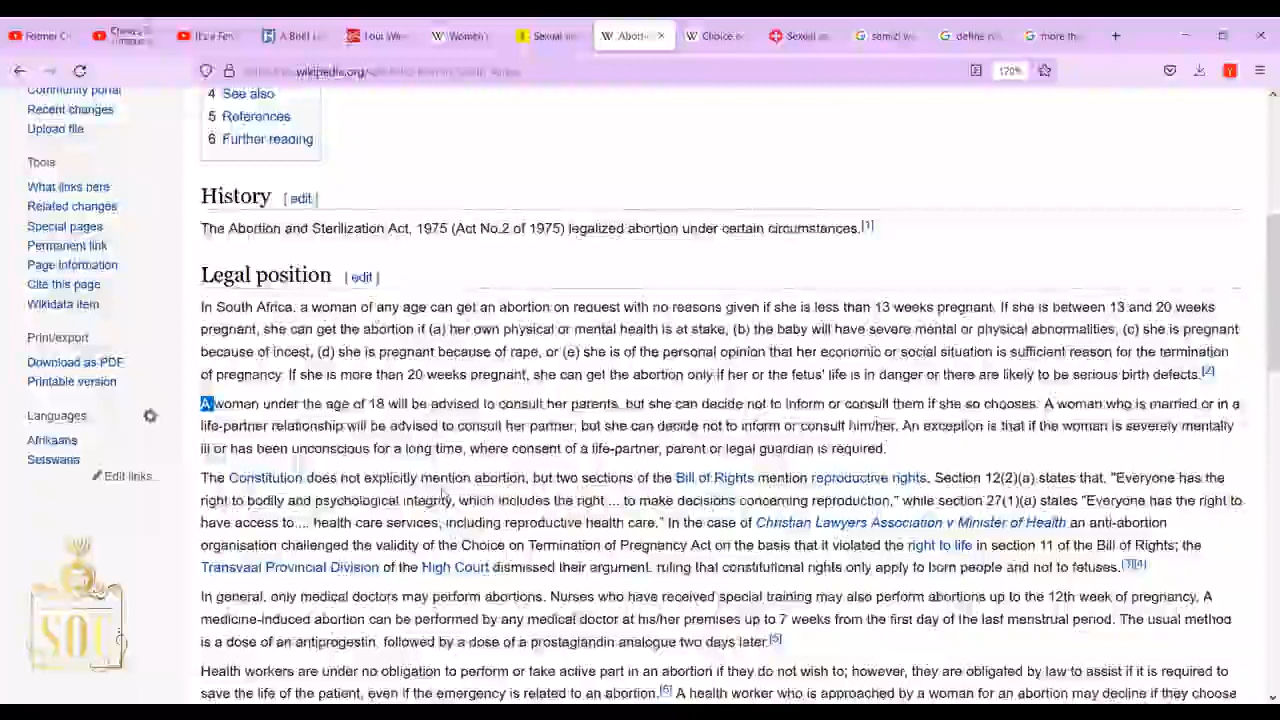 Former C
It's a Fen
A Brief L
Women'
Sexual
Aborti
Choice o
Sexual as
define
more th
wikipedia.org
170%
Community portal
Recent changes
Upload file
Tools
What links here
Related changes
Special pages
Permanent link
Page information
Cite this page
Wikidata item
Print/export
Download as PDF
Printable version
Languages
Afrikaans
Setswana
Edit links
SOC
4 See also
5 References
6 Further reading
History [ edit ]
The Abortion and Sterilization Act, 1975 (Act No.2 of 1975) legalized abortion under certain circumstances.[1]
Legal position [ edit ]
In South Africa, a woman of any age can get an abortion on request with no reasons given if she is less than 13 weeks pregnant. If she is between 13 and 20 weeks
pregnant, she can get the abortion if (a) her own physical or mental health is at stake, (b) the baby will have severe mental or physical abnormalities, (c) she is pregnant
because of incest, (d) she is pregnant because of rape, or (e) she is of the personal opinion that her economic or social situation is sufficient reason for the termination
of pregnancy. If she is more than 20 weeks pregnant, she can get the abortion only if her or the fetus' life is in danger or there are likely to be serious birth defects.[2]
A woman under the age of 18 will be advised to consult her parents, but she can decide not to inform or consult them if she so chooses. A woman who is married or in a
life-partner relationship will be advised to consult her partner, but she can decide not to inform or consult him/her. An exception is that if the woman is severely mentally
ill or has been unconscious for a long time, where consent of a life-partner, parent or legal guardian is required.
The Constitution does not explicitly mention abortion, but two sections of the Bill of Rights mention reproductive rights. Section 12(2)(a) states that, "Everyone has the
right to bodily and psychological integrity, which includes the right ... to make decisions concerning reproduction," while section 27(1)(a) states "Everyone has the right to
have access to ... health care services, including reproductive health care." In the case of Christian Lawyers Association v Minister of Health an anti-abortion
organisation challenged the validity of the Choice on Termination of Pregnancy Act on the basis that it violated the right to life in section 11 of the Bill of Rights; the
Transvaal Provincial Division of the High Court dismissed their argument, ruling that constitutional rights only apply to born people and not to fetuses.[3][4]
In general, only medical doctors may perform abortions. Nurses who have received special training may also perform abortions up to the 12th week of pregnancy. A
medicine-induced abortion can be performed by any medical doctor at his/her premises up to 7 weeks from the first day of the last menstrual period. The usual method
is a dose of an antiprogestin, followed by a dose of a prostaglandin analogue two days later.[5]
Health workers are under no obligation to perform or take active part in an abortion if they do not wish to; however, they are obligated by law to assist if it is required to
save the life of the patient, even if the emergency is related to an abortion.[6] A health worker who is approached by a woman for an abortion may decline if they choose